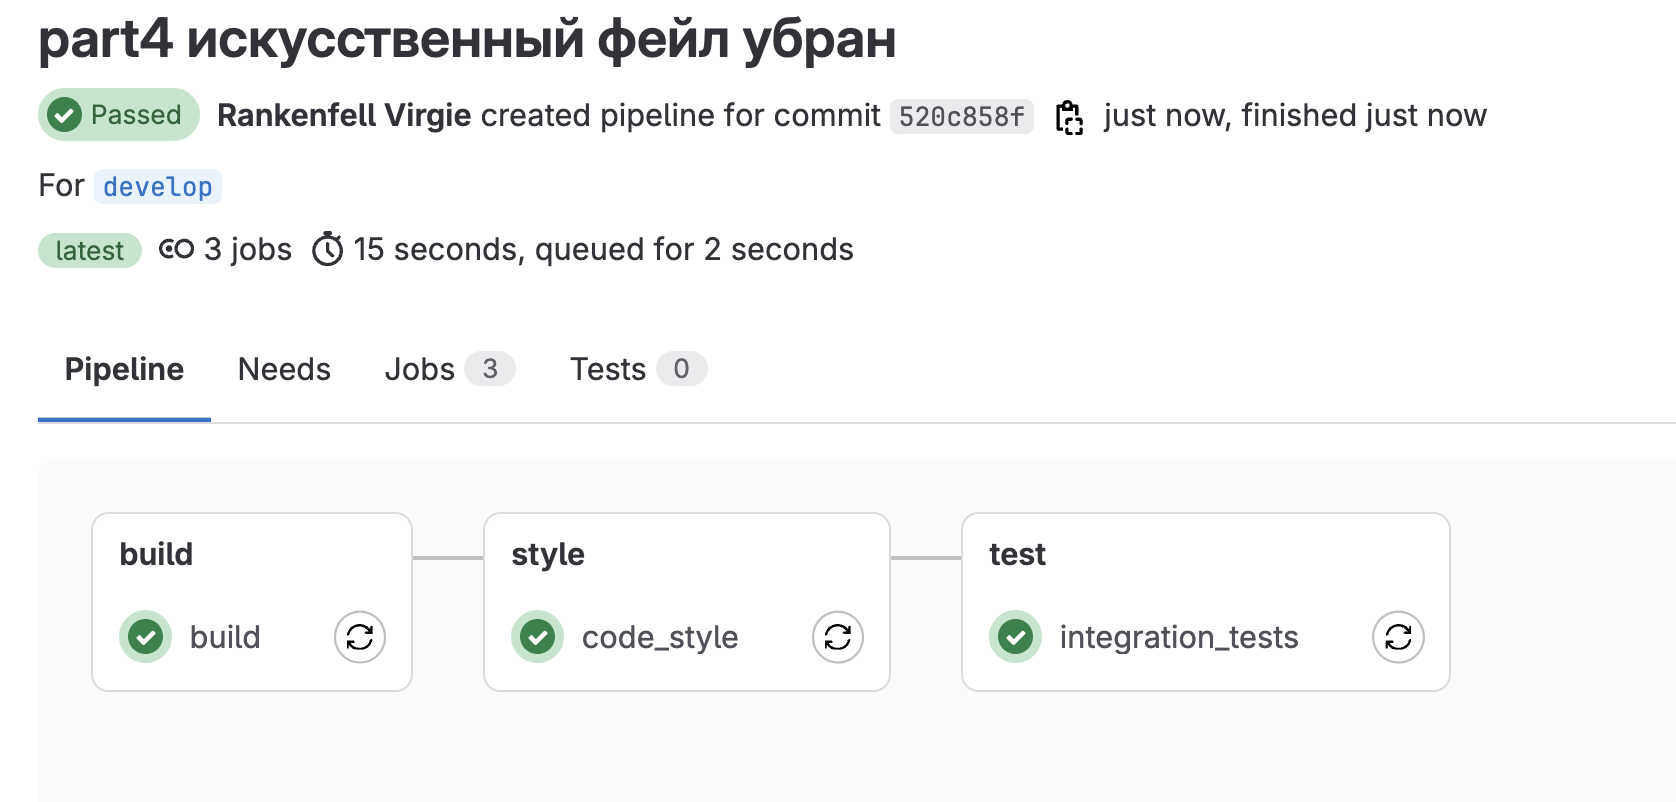 part4 искусственный фейл убран
Passed Rankenfell Virgie created pipeline for commit 520c858f just now, finished just now
For develop
latest 3 jobs 15 seconds, queued for 2 seconds
Pipeline Needs Jobs 3 Tests 0
build style test
build code_style integration_tests